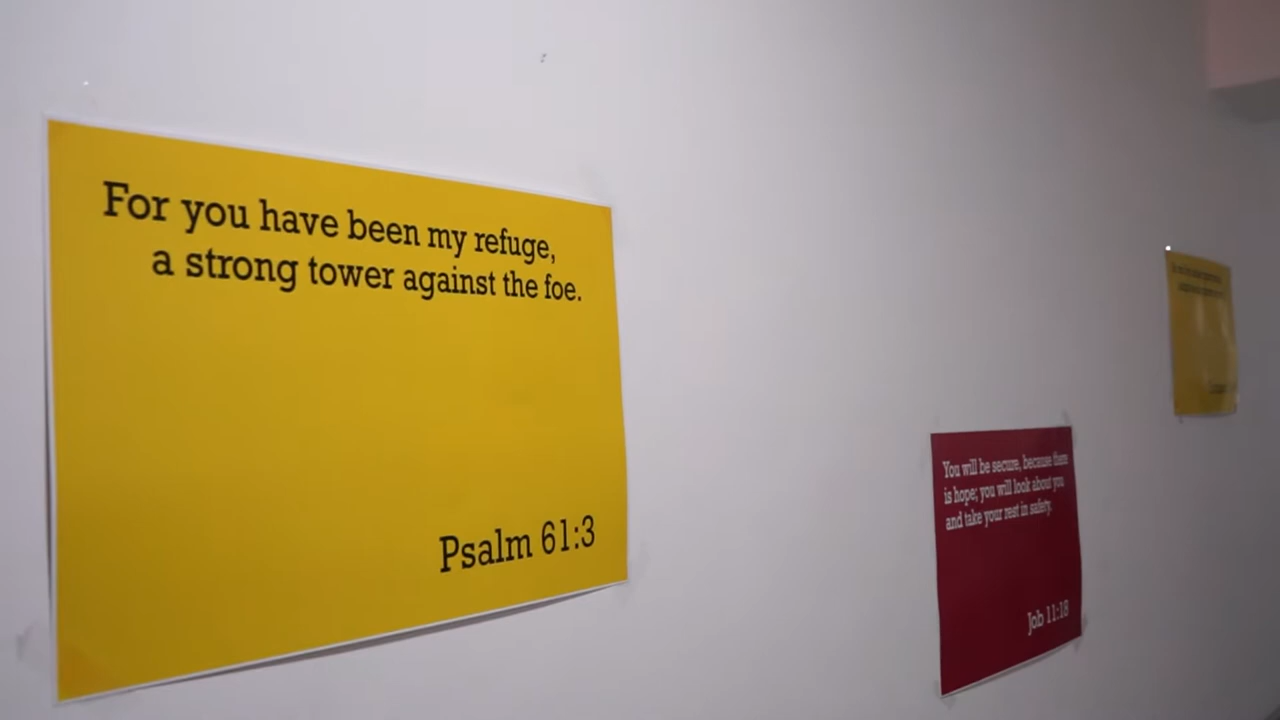 For you have been my refuge,
a strong tower against the foe.
Psalm 61:3
You will be secure, because there
is hope; you will look about you
and take your rest in safety.
Job 11:18